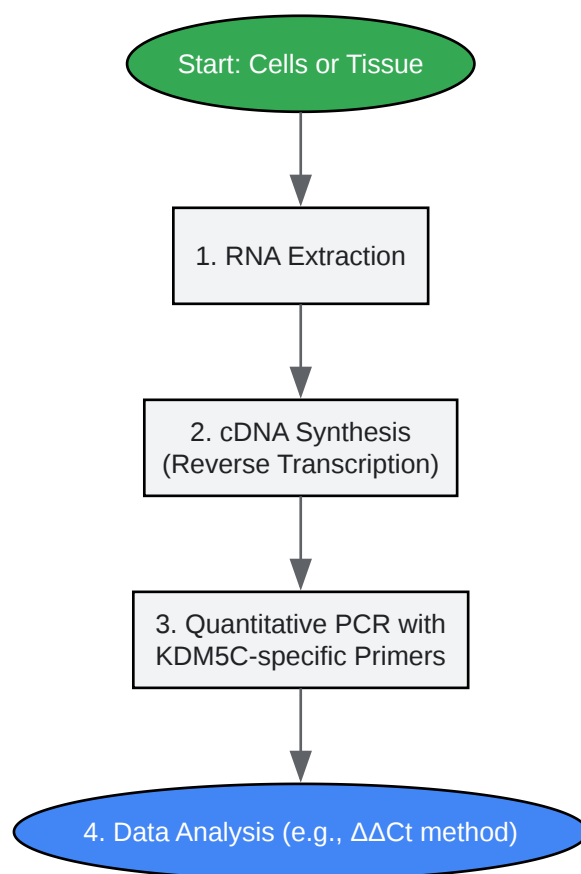 Start: Cells or Tissue
1. RNA Extraction
2. cDNA Synthesis
(Reverse Transcription)
3. Quantitative PCR with
KDM5C-specific Primers
4. Data Analysis (e.g., ΔΔCt method)